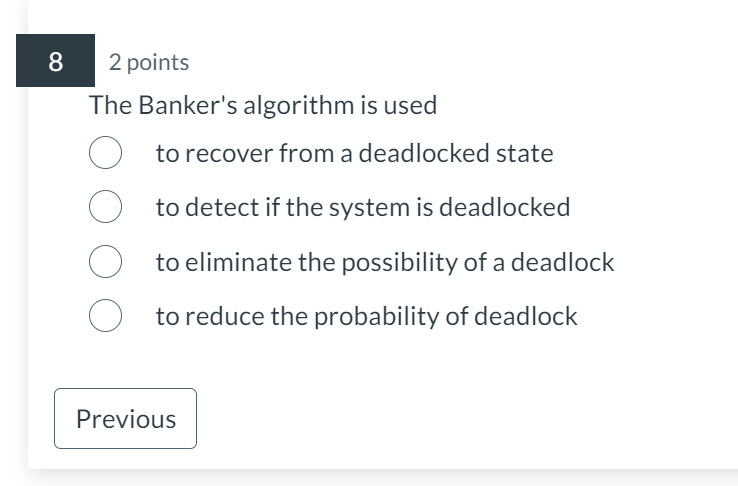 8 2 points
The Banker's algorithm is used
to recover from a deadlocked state
to detect if the system is deadlocked
to eliminate the possibility of a deadlock
to reduce the probability of deadlock
Previous